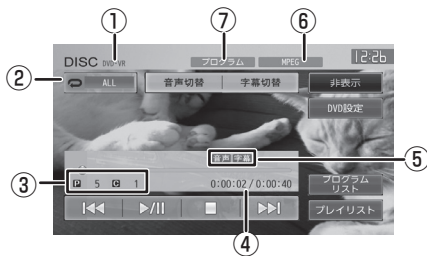 ① ⑦ ⑥
DISC DVD-VR プログラム MPEG 12:26
② ALL 音声切替 字幕切替 非表示
DVD設定
音声 字幕 ⑤
③ P 5 C 1 0:00:02/0:00:40 プログラム
リスト
④ プレイリスト